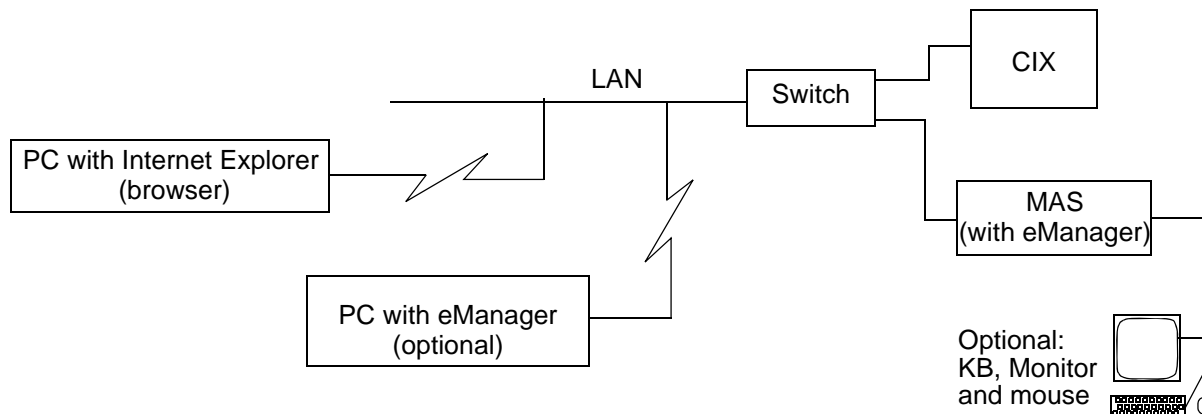 CIX
LAN
Switch
PC with Internet Explorer
(browser)
MAS
(with eManager)
PC with eManager
(optional)
Optional:
KB, Monitor
and mouse